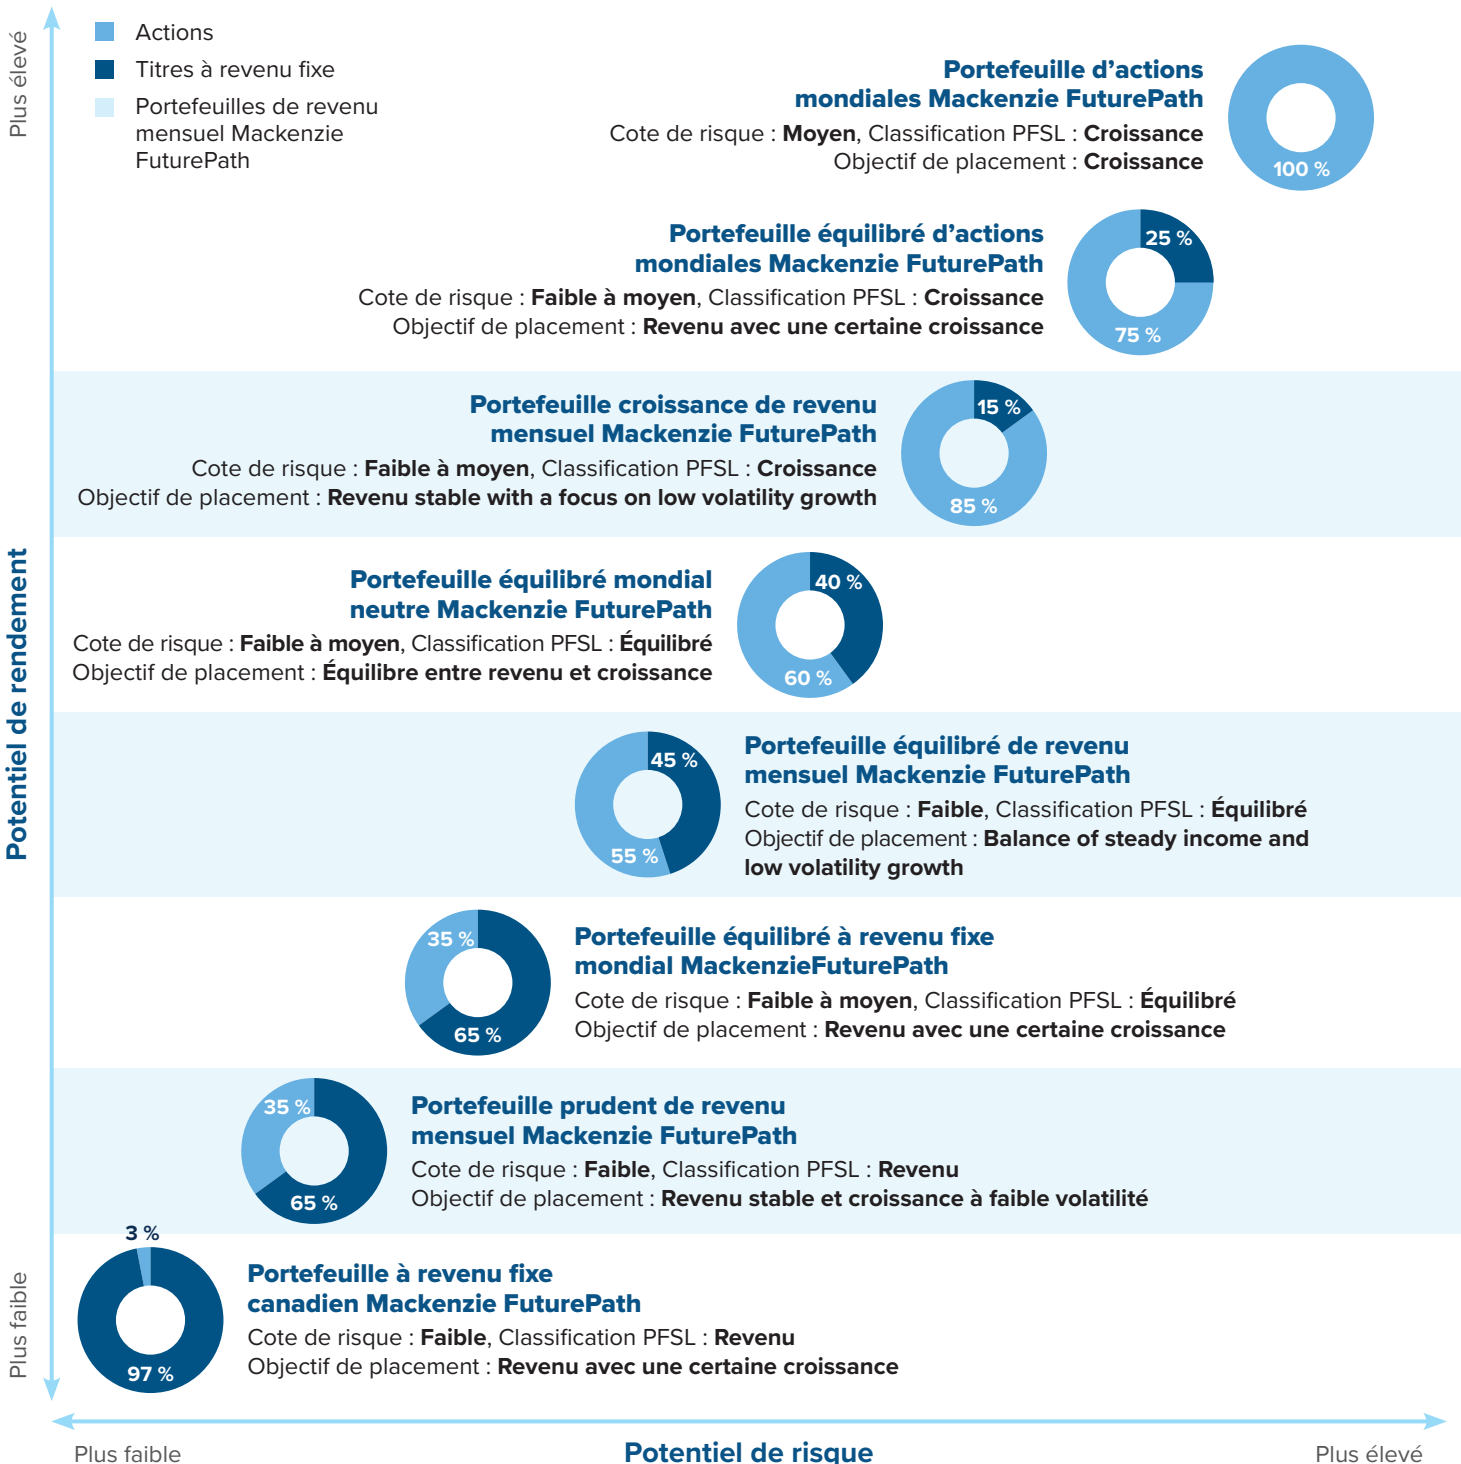 Plus élevé
Actions
Titres à revenu fixe
Portefeuilles de revenu
mensuel Mackenzie
FuturePath
Portefeuille d’actions
mondiales Mackenzie FuturePath
Cote de risque : Moyen, Classification PFSL : Croissance
Objectif de placement : Croissance
100 %
Portefeuille équilibré d’actions
mondiales Mackenzie FuturePath
Cote de risque : Faible à moyen, Classification PFSL : Croissance
Objectif de placement : Revenu avec une certaine croissance
25 %
75 %
Portefeuille croissance de revenu
mensuel Mackenzie FuturePath
Cote de risque : Faible à moyen, Classification PFSL : Croissance
Objectif de placement : Revenu stable with a focus on low volatility growth
15 %
85 %
Potentiel de rendement
Portefeuille équilibré mondial
neutre Mackenzie FuturePath
Cote de risque : Faible à moyen, Classification PFSL : Équilibré
Objectif de placement : Équilibre entre revenu et croissance
40 %
60 %
45 %
55 %
Portefeuille équilibré de revenu
mensuel Mackenzie FuturePath
Cote de risque : Faible, Classification PFSL : Équilibré
Objectif de placement : Balance of steady income and
low volatility growth
35 %
65 %
Portefeuille équilibré à revenu fixe
mondial MackenzieFuturePath
Cote de risque : Faible à moyen, Classification PFSL : Équilibré
Objectif de placement : Revenu avec une certaine croissance
35 %
65 %
Portefeuille prudent de revenu
mensuel Mackenzie FuturePath
Cote de risque : Faible, Classification PFSL : Revenu
Objectif de placement : Revenu stable et croissance à faible volatilité
3 %
97 %
Portefeuille à revenu fixe
canadien Mackenzie FuturePath
Cote de risque : Faible, Classification PFSL : Revenu
Objectif de placement : Revenu avec une certaine croissance
Plus faible
Plus faible
Potentiel de risque
Plus élevé